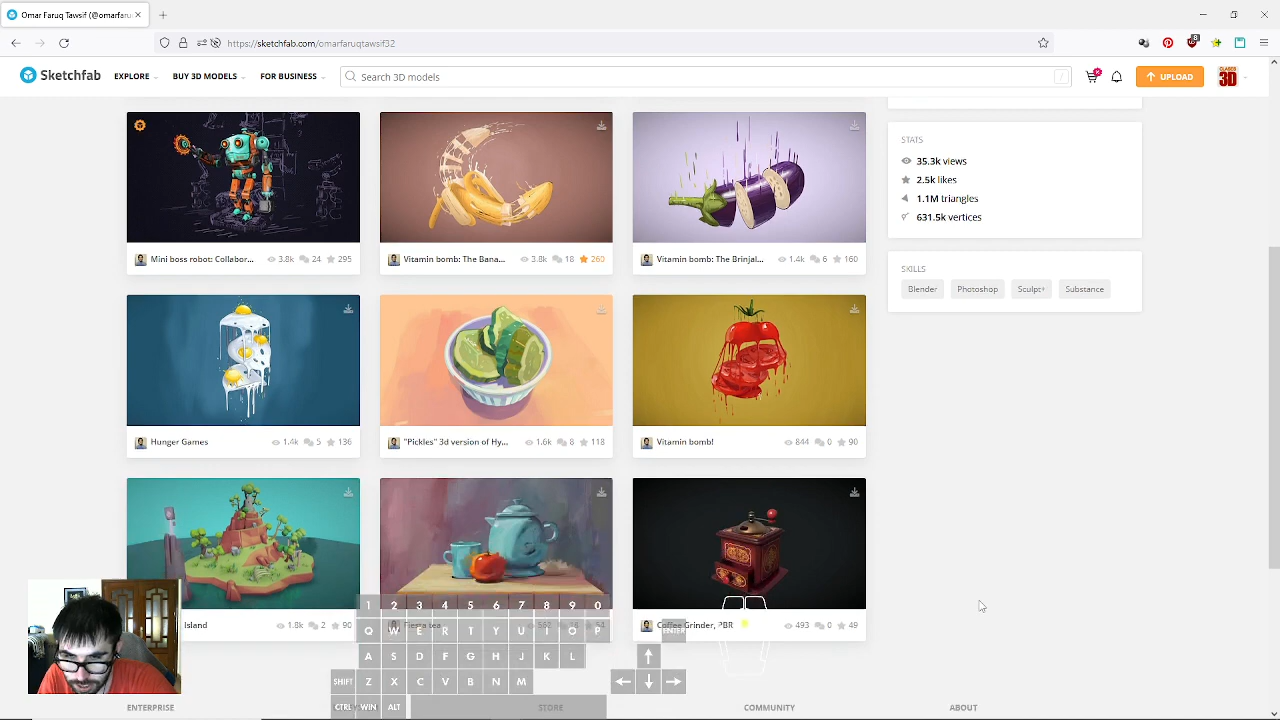 Omar Faruq Tawsif (@omarfaru
https://sketchfab.com/omarfaruqtawsif32
Sketchfab
EXPLORE
BUY 3D MODELS
FOR BUSINESS
Search 3D models
/
UPLOAD
CLASES 3D
STATS
35.3k views
2.5k likes
1.1M triangles
631.5k vertices
SKILLS
Blender
Photoshop
Sculpt+
Substance
Mini boss robot: Collabor... 3.8k 24 295
Vitamin bomb: The Bana... 3.8k 18 260
Vitamin bomb: The Brinjal... 1.4k 6 160
Hunger Games 1.4k 5 136
"Pickles" 3d version of Hy... 1.6k 8 118
Vitamin bomb! 844 0 90
Island 1.8k 2 90
tea
Coffee Grinder, PBR 493 0 49
1 2 3 4 5 6 7 8 9 0
Q W E R T Y U I O P ENTER
A S D F G H J K L
SHIFT Z X C V B N M
CTRL WIN ALT
ENTERPRISE
STORE
COMMUNITY
ABOUT